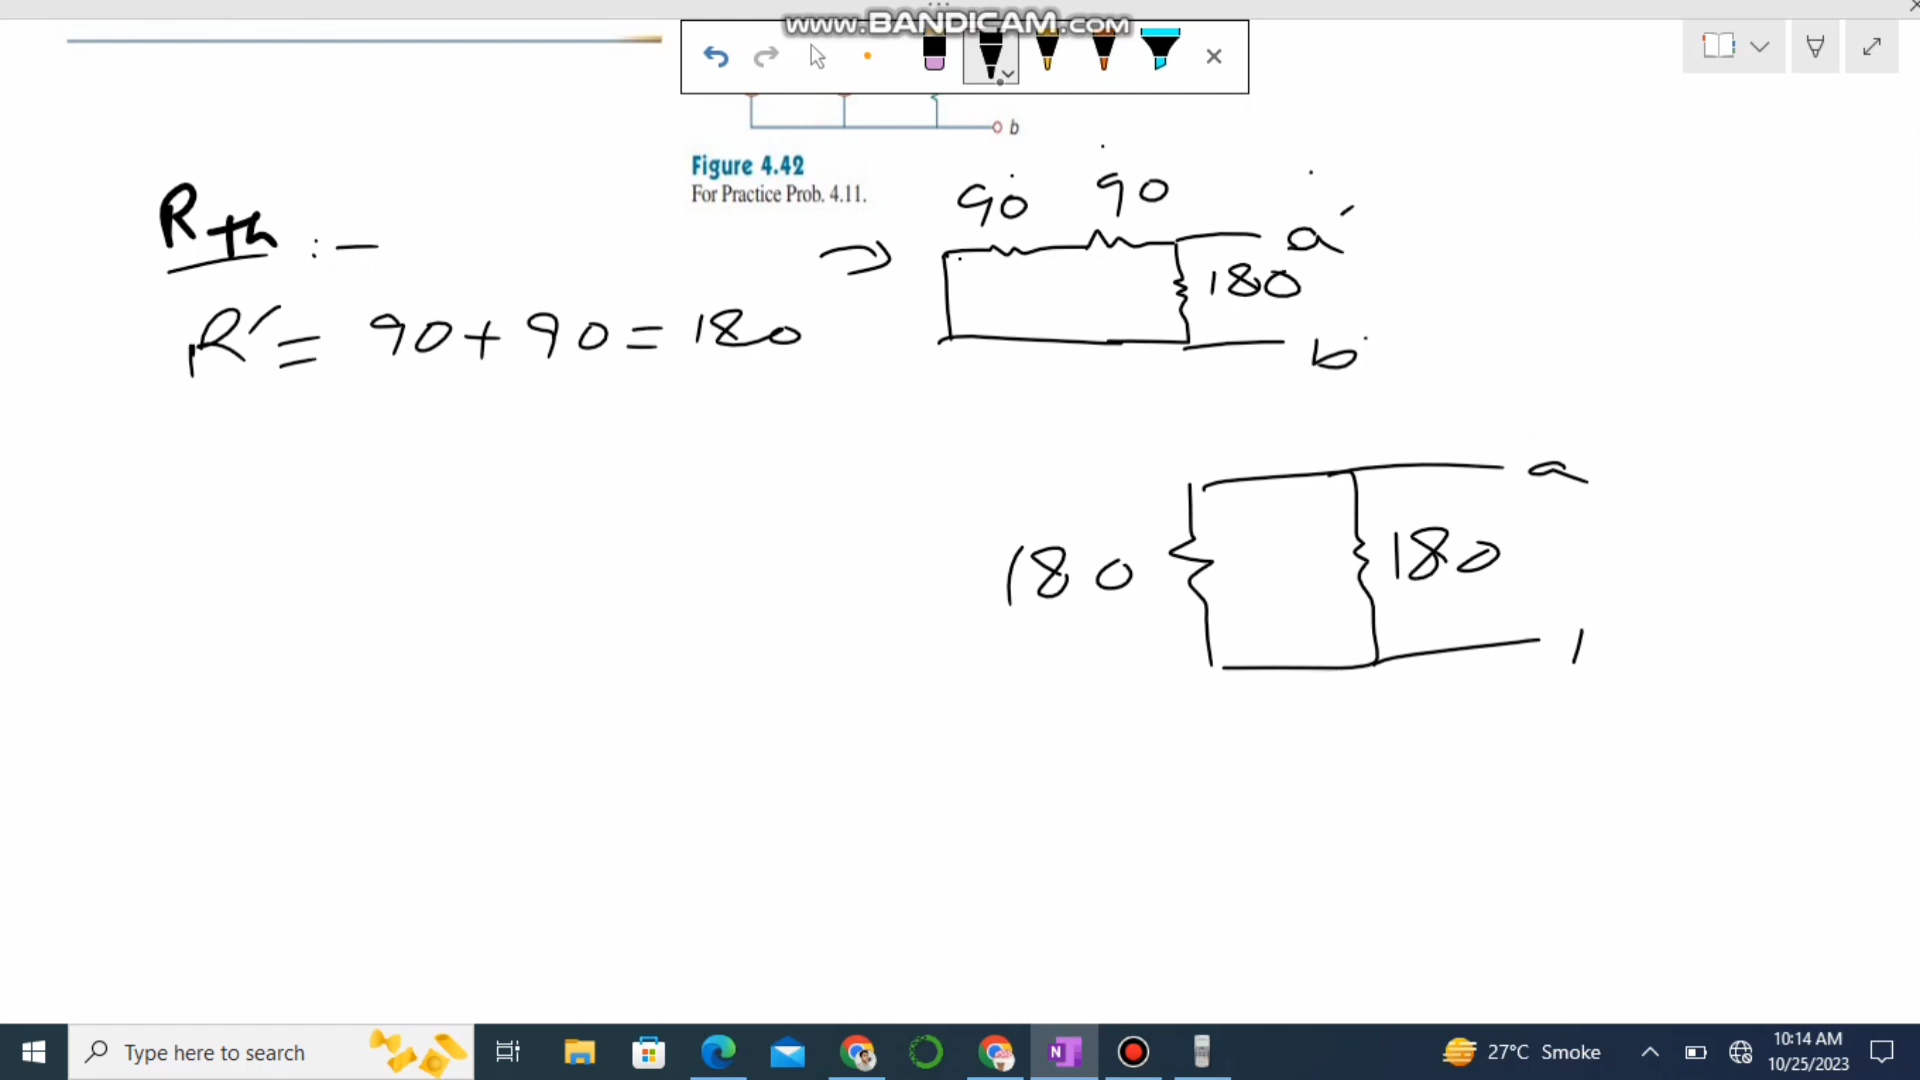 www.BANDICAM.com
b
Figure 4.42
For Practice Prob. 4.11.
Rth :—
90 90
a
180
R' = 90 + 90 = 180
b
a
180
180
Type here to search
N
27°C Smoke
10:14 AM
10/25/2023